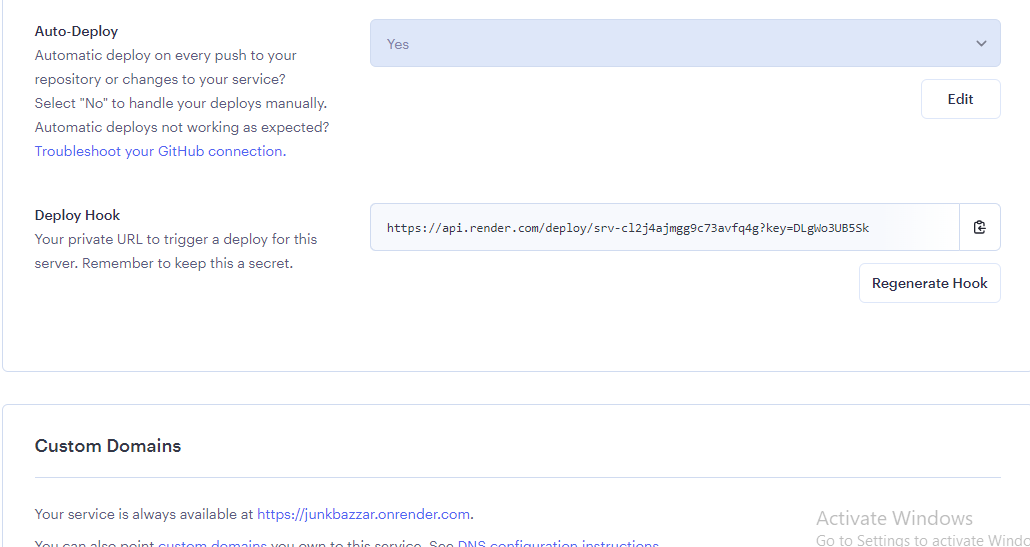 Auto-Deploy
Automatic deploy on every push to your
repository or changes to your service?
Select "No" to handle your deploys manually.
Automatic deploys not working as expected?
Troubleshoot your GitHub connection.
Yes
Edit
Deploy Hook
Your private URL to trigger a deploy for this
server. Remember to keep this a secret.
https://api.render.com/deploy/srv-cl2j4ajmgg9c73avfq4g?key=DLgWo3UB5Sk
Regenerate Hook
Custom Domains
Your service is always available at https://junkbazzar.onrender.com.
You can also point custom domains you own to this service. See DNS configuration instructions.
Activate Windows
Go to Settings to activate Windo